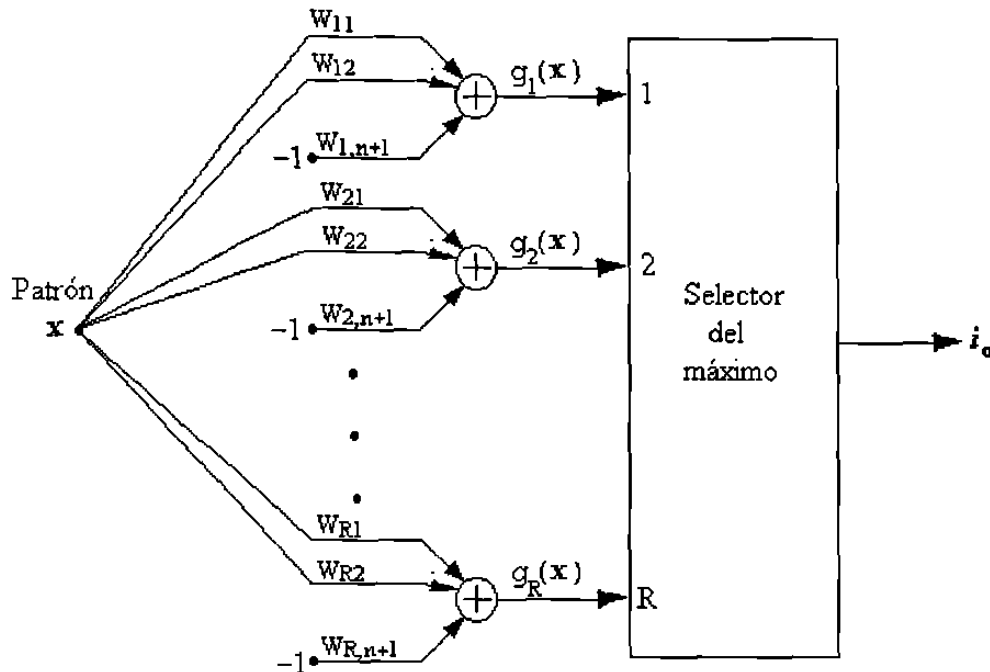 W11
W12
g1(x)
1
-1
W1,n+1
W21
W22
g2(x)
2
Patrón
x
-1
W2,n+1
Selector
del
máximo
io
WR1
WR2
gR(x)
R
-1
WR,n+1